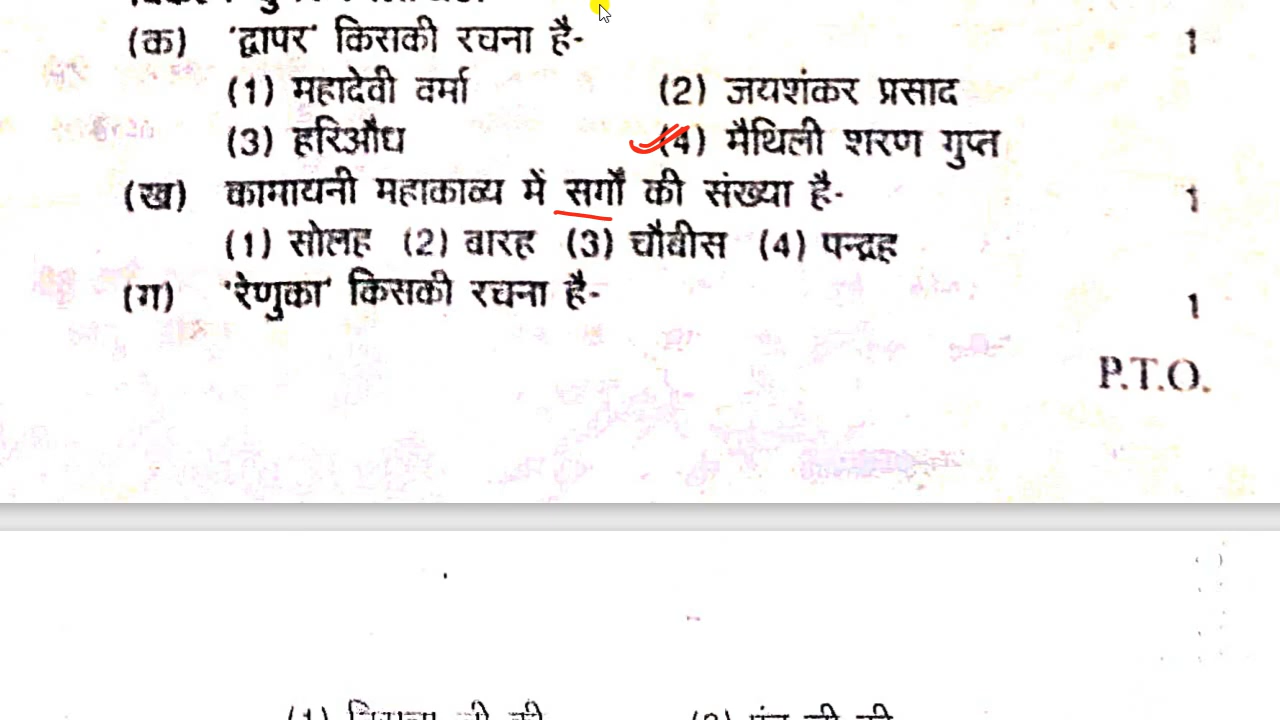 (क) 'द्वापर' किसकी रचना है- 1
(1) महादेवी वर्मा (2) जयशंकर प्रसाद
(3) हरिऔध (4) मैथिली शरण गुप्त
(ख) कामायनी महाकाव्य में सर्गों की संख्या है- 1
(1) सोलह (2) बारह (3) चौबीस (4) पन्द्रह
(ग) 'रेणुका' किसकी रचना है- 1
P.T.O.